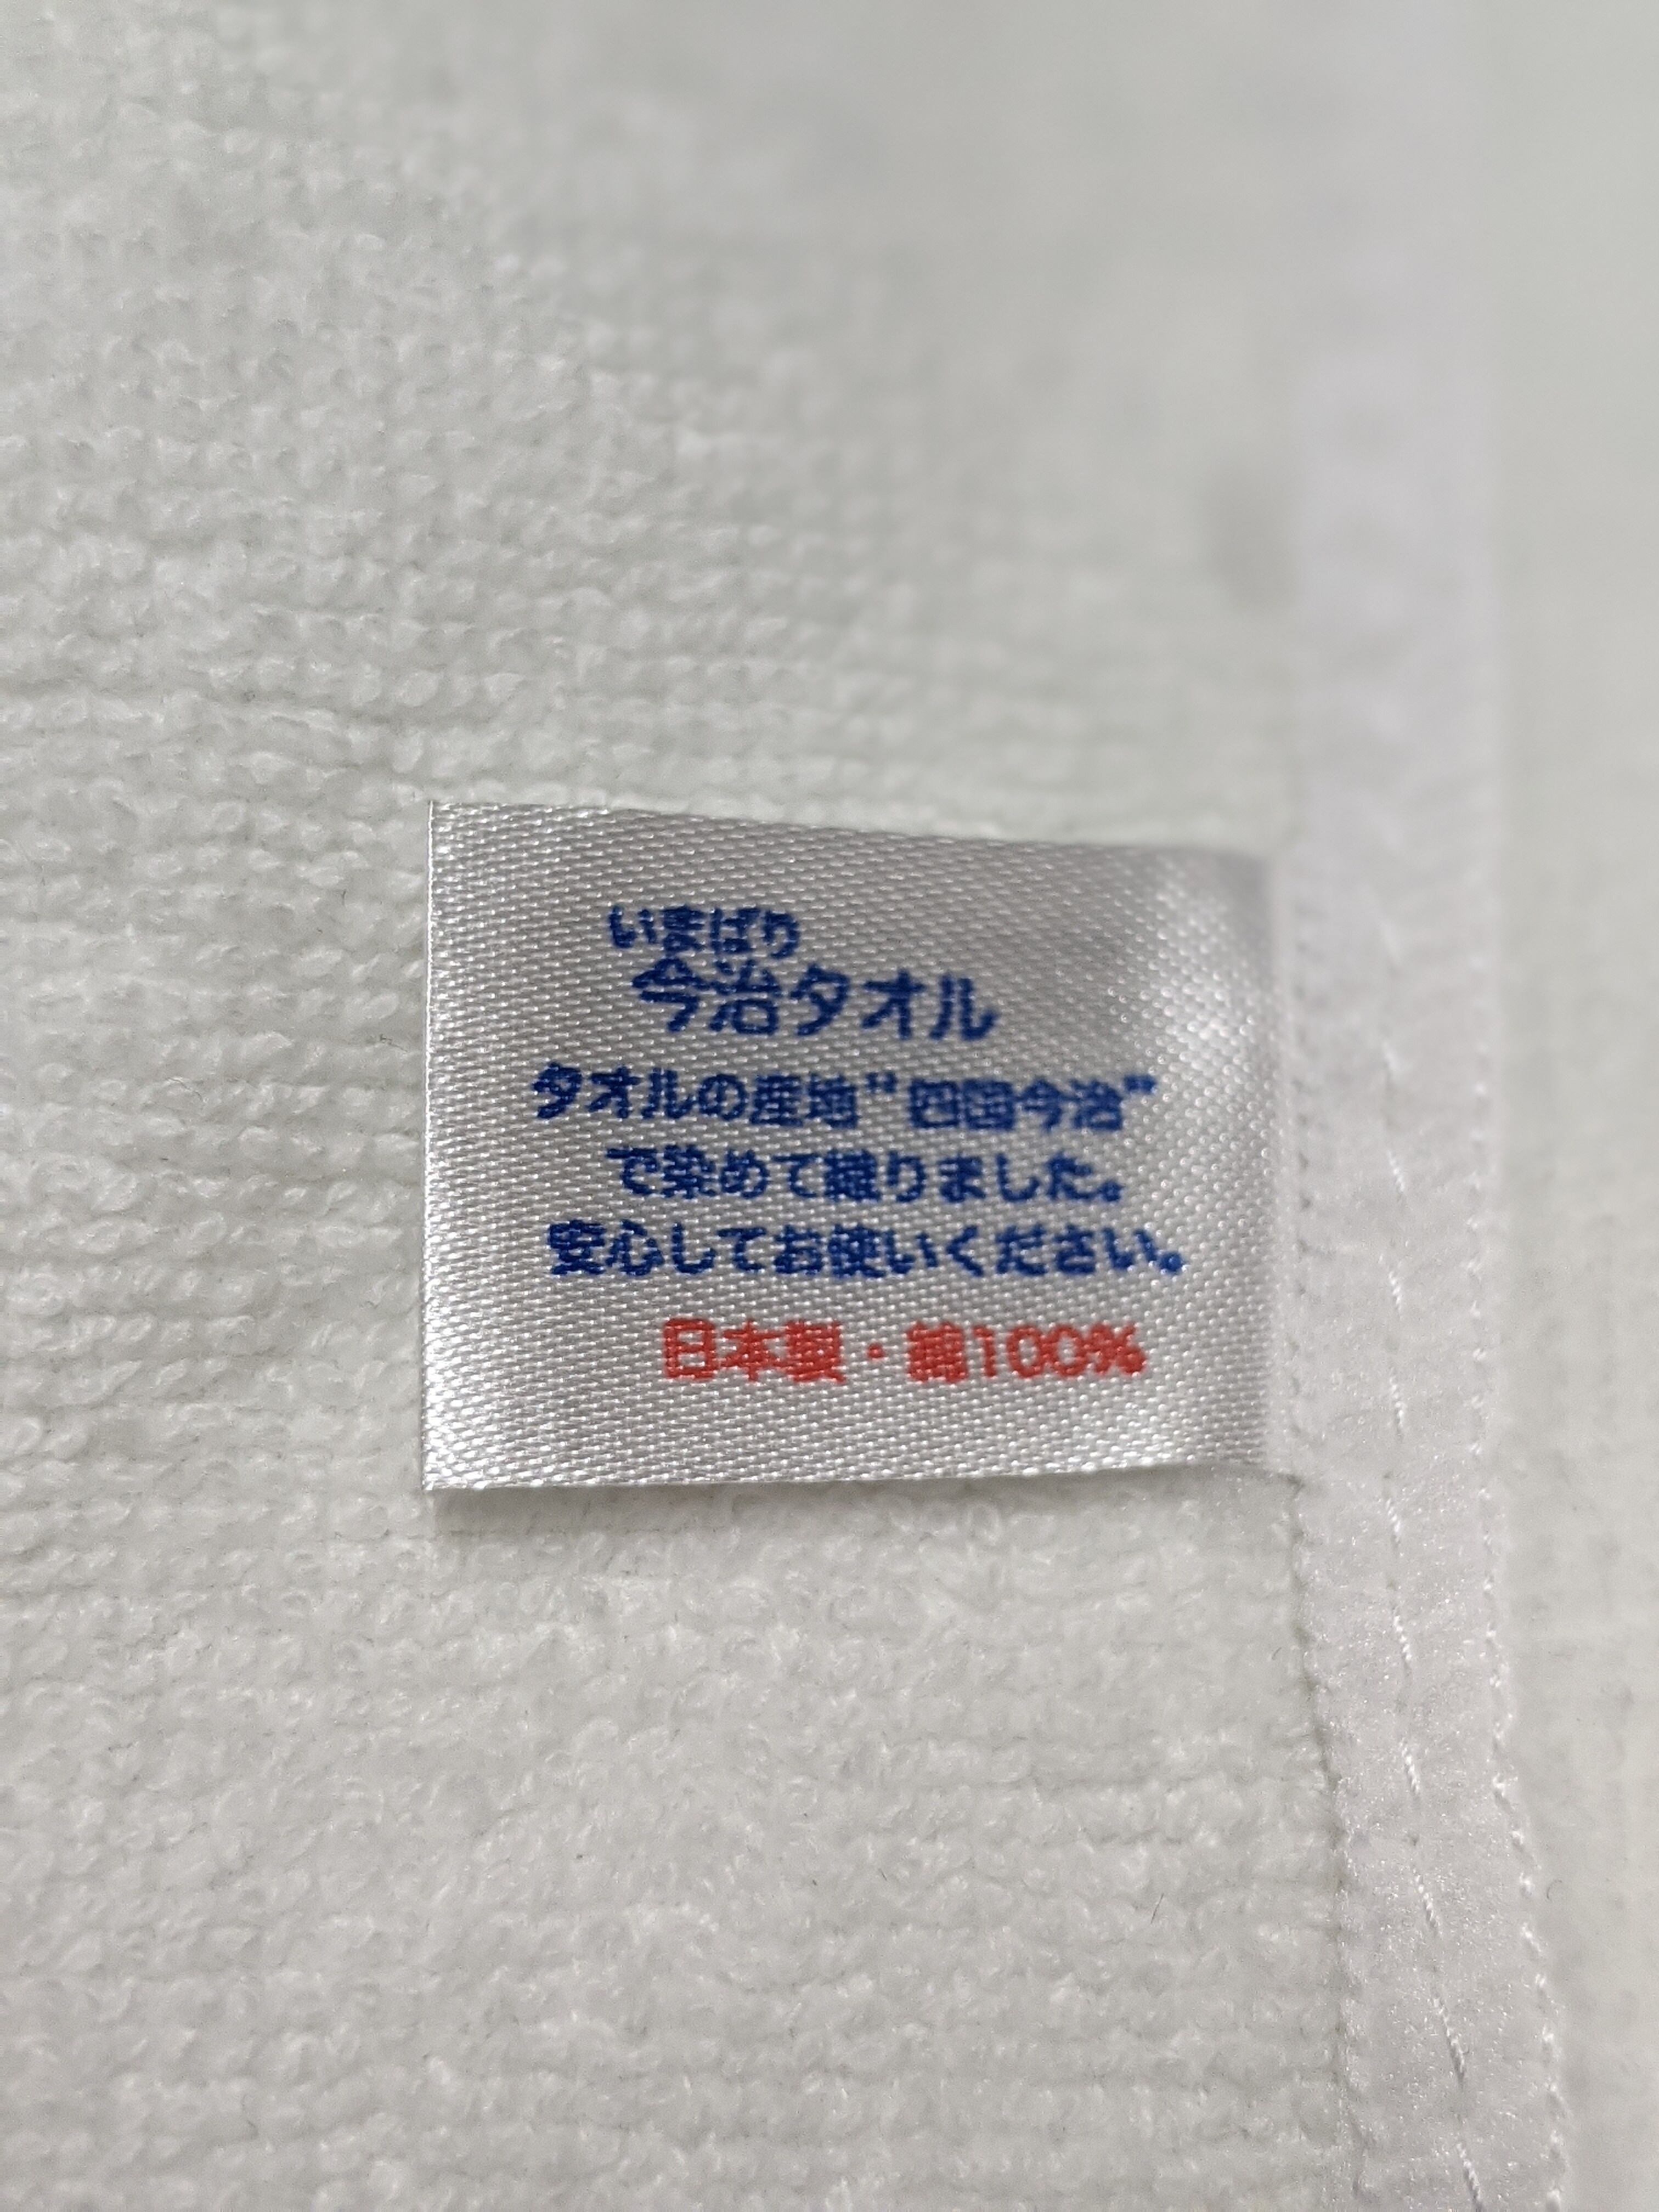 いまばり
今治タオル
タオルの産地"四国今治"
で染めて織りました。
安心してお使いください。
日本製・綿100%